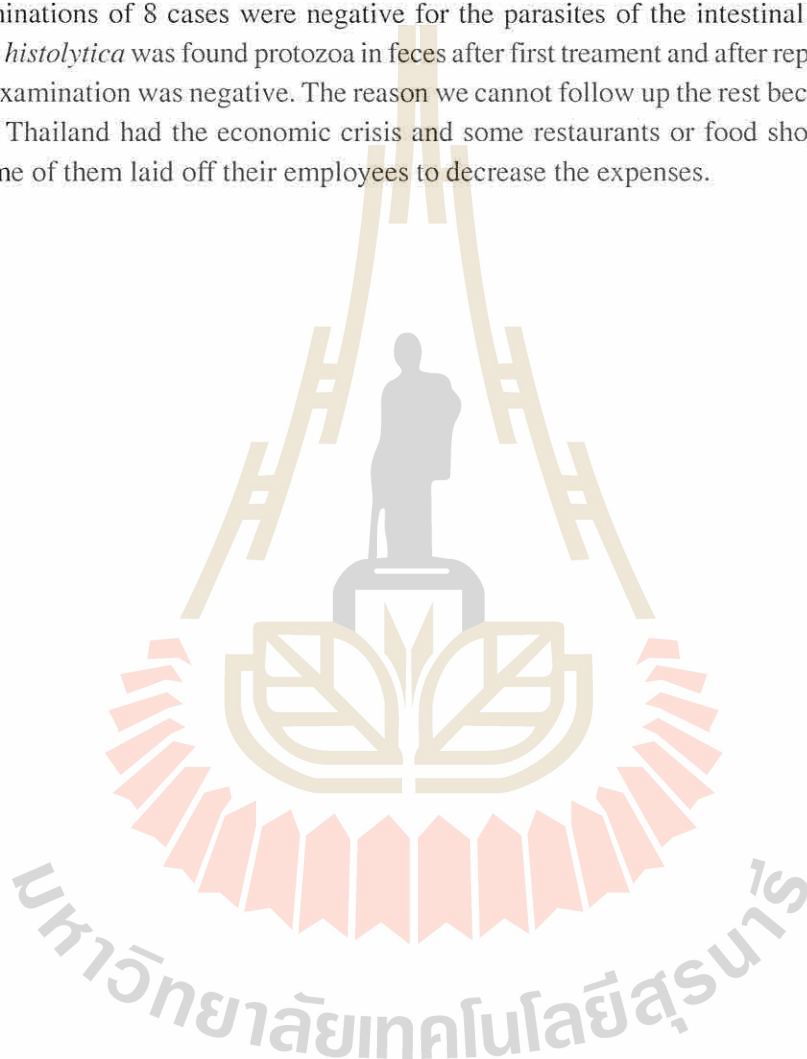 inations of 8 cases were negative for the parasites of the intestinal
histolytica was found protozoa in feces after first treament and after rep
xamination was negative. The reason we cannot follow up the rest bec
Thailand had the economic crisis and some restaurants or food sho
ne of them laid off their employees to decrease the expenses.
มหาวิทยาลัยเทคโนโลยีสุรนารี